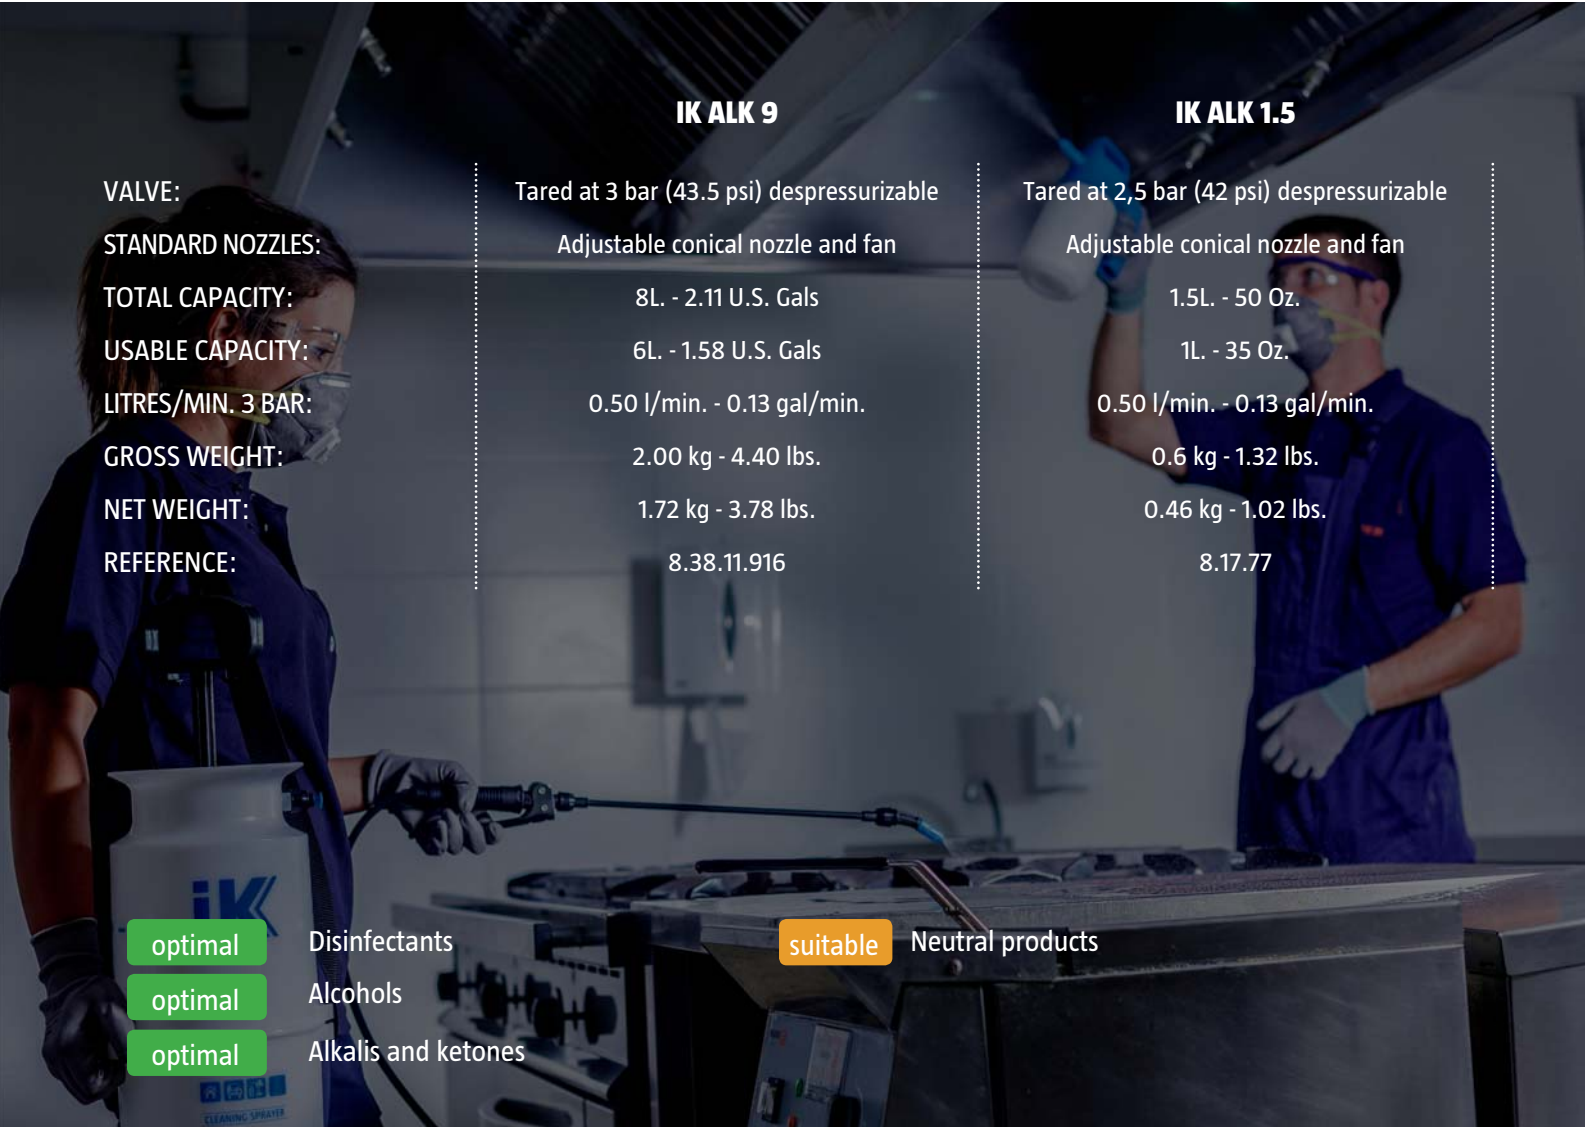 IK ALK 9 IK ALK 1.5
VALVE: Tared at 3 bar (43.5 psi) despressurizable Tared at 2,5 bar (42 psi) despressurizable
STANDARD NOZZLES: Adjustable conical nozzle and fan Adjustable conical nozzle and fan
TOTAL CAPACITY: 8L. - 2.11 U.S. Gals 1.5L. - 50 Oz.
USABLE CAPACITY: 6L. - 1.58 U.S. Gals 1L. - 35 Oz.
LITRES/MIN. 3 BAR: 0.50 l/min. - 0.13 gal/min. 0.50 l/min. - 0.13 gal/min.
GROSS WEIGHT: 2.00 kg - 4.40 lbs. 0.6 kg - 1.32 lbs.
NET WEIGHT: 1.72 kg - 3.78 lbs. 0.46 kg - 1.02 lbs.
REFERENCE: 8.38.11.916 8.17.77
iK
optimal Disinfectants suitable Neutral products
optimal Alcohols
optimal Alkalis and ketones
CLEANING SPRAYER